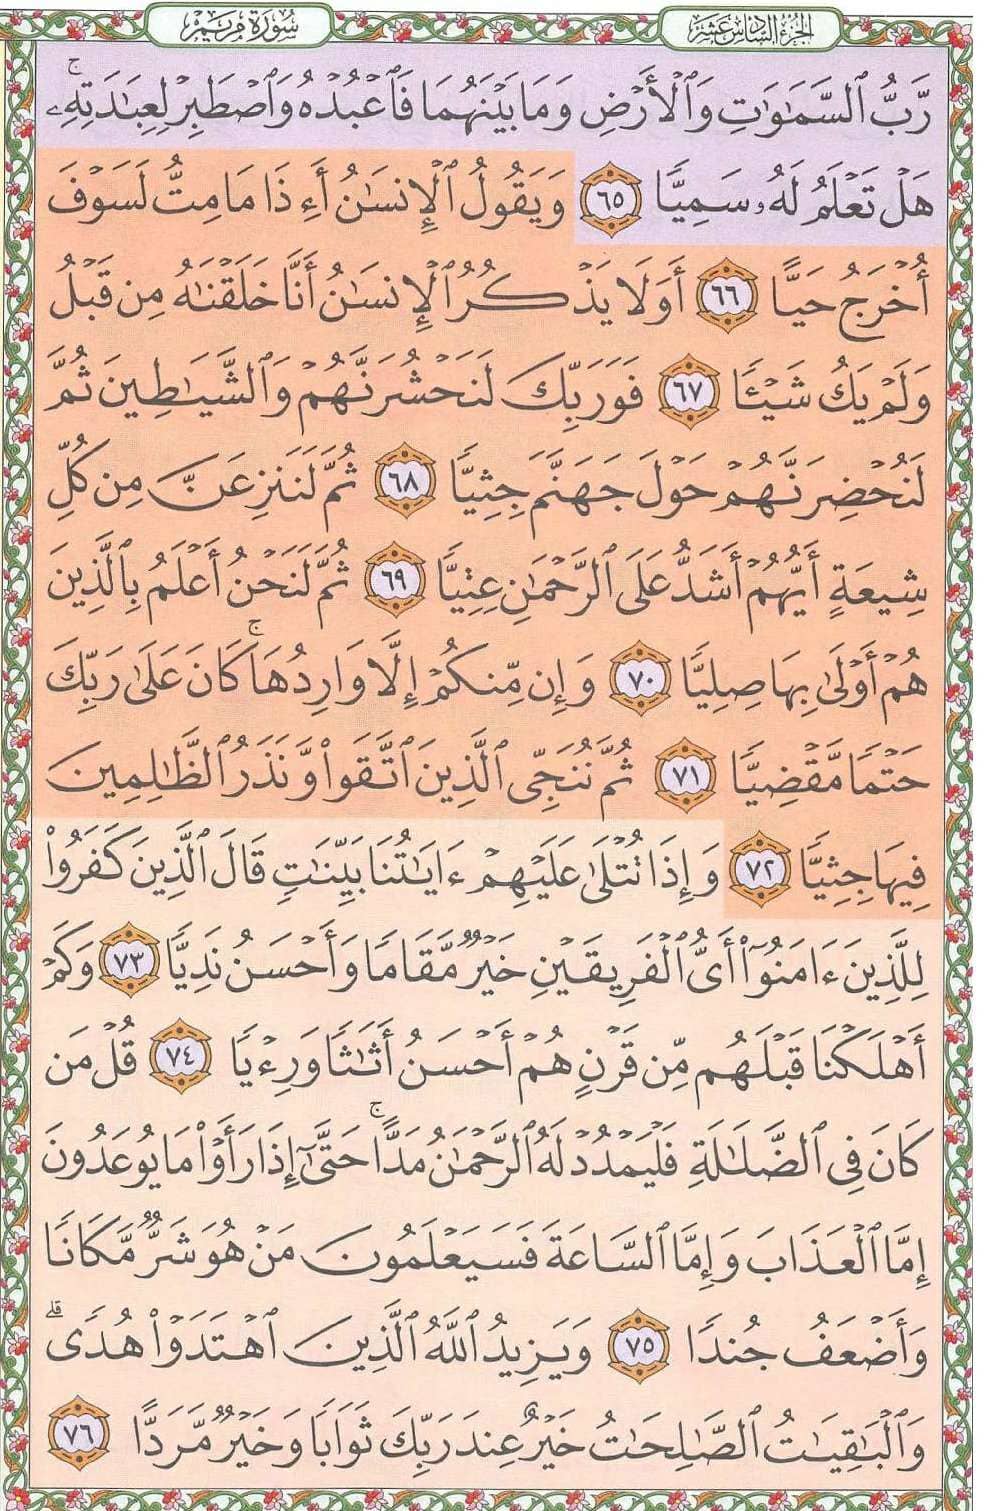 الجزء السادس عشر
سورة مريم
رَّبُّ ٱلسَّمَٰوَٰتِ وَٱلْأَرْضِ وَمَا بَيْنَهُمَا فَٱعْبُدْهُ وَٱصْطَبِرْ لِعِبَٰدَتِهِۦ ۚ
هَلْ تَعْلَمُ لَهُۥ سَمِيًّا ٦٥ وَيَقُولُ ٱلْإِنسَٰنُ أَءِذَا مَا مِتُّ لَسَوْفَ
أُخْرَجُ حَيًّا ٦٦ أَوَلَا يَذْكُرُ ٱلْإِنسَٰنُ أَنَّا خَلَقْنَٰهُ مِن قَبْلُ
وَلَمْ يَكُ شَيْـًٔا ٦٧ فَوَرَبِّكَ لَنَحْشُرَنَّهُمْ وَٱلشَّيَٰطِينَ ثُمَّ
لَنُحْضِرَنَّهُمْ حَوْلَ جَهَنَّمَ جِثِيًّا ٦٨ ثُمَّ لَنَنزِعَنَّ مِن كُلِّ
شِيعَةٍ أَيُّهُمْ أَشَدُّ عَلَى ٱلرَّحْمَٰنِ عِتِيًّا ٦٩ ثُمَّ لَنَحْنُ أَعْلَمُ بِٱلَّذِينَ
هُمْ أَوْلَىٰ بِهَا صِلِيًّا ٧٠ وَإِن مِّنكُمْ إِلَّا وَارِدُهَا ۚ كَانَ عَلَىٰ رَبِّكَ
حَتْمًا مَّقْضِيًّا ٧١ ثُمَّ نُنَجِّى ٱلَّذِينَ ٱتَّقَوا۟ وَّنَذَرُ ٱلظَّٰلِمِينَ
فِيهَا جِثِيًّا ٧٢ وَإِذَا تُتْلَىٰ عَلَيْهِمْ ءَايَٰتُنَا بَيِّنَٰتٍ قَالَ ٱلَّذِينَ كَفَرُوا۟
لِلَّذِينَ ءَامَنُوٓا۟ أَىُّ ٱلْفَرِيقَيْنِ خَيْرٌ مَّقَامًا وَأَحْسَنُ نَدِيًّا ٧٣ وَكَمْ
أَهْلَكْنَا قَبْلَهُم مِّن قَرْنٍ هُمْ أَحْسَنُ أَثَٰثًا وَرِءْيًا ٧٤ قُلْ مَن
كَانَ فِى ٱلضَّلَٰلَةِ فَلْيَمْدُدْ لَهُ ٱلرَّحْمَٰنُ مَدًّا ۚ حَتَّىٰٓ إِذَا رَأَوْا۟ مَا يُوعَدُونَ
إِمَّا ٱلْعَذَابَ وَإِمَّا ٱلسَّاعَةَ فَسَيَعْلَمُونَ مَنْ هُوَ شَرٌّ مَّكَانًا
وَأَضْعَفُ جُندًا ٧٥ وَيَزِيدُ ٱللَّهُ ٱلَّذِينَ ٱهْتَدَوْا۟ هُدًى ۗ
وَٱلْبَٰقِيَٰتُ ٱلصَّٰلِحَٰتُ خَيْرٌ عِندَ رَبِّكَ ثَوَابًا وَخَيْرٌ مَّرَدًّا ٧٦